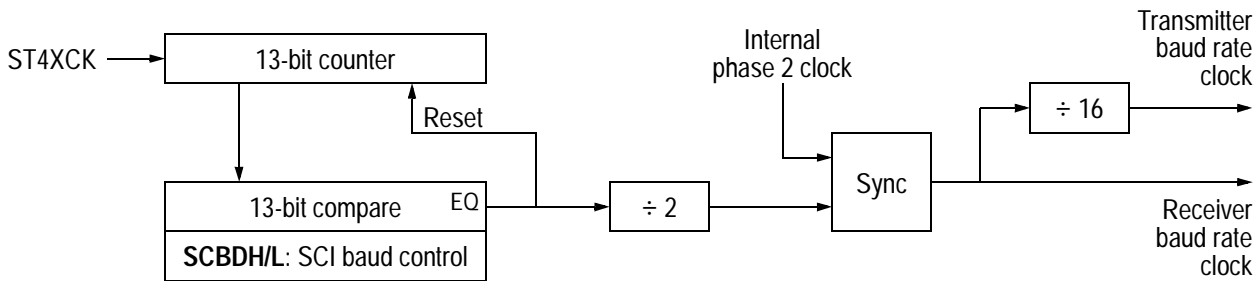 Transmitter
baud rate
clock
Internal
phase 2 clock
ST4XCK
13-bit counter
÷ 16
Reset
Sync
13-bit compare
EQ
÷ 2
SCBDH/L: SCI baud control
Receiver
baud rate
clock